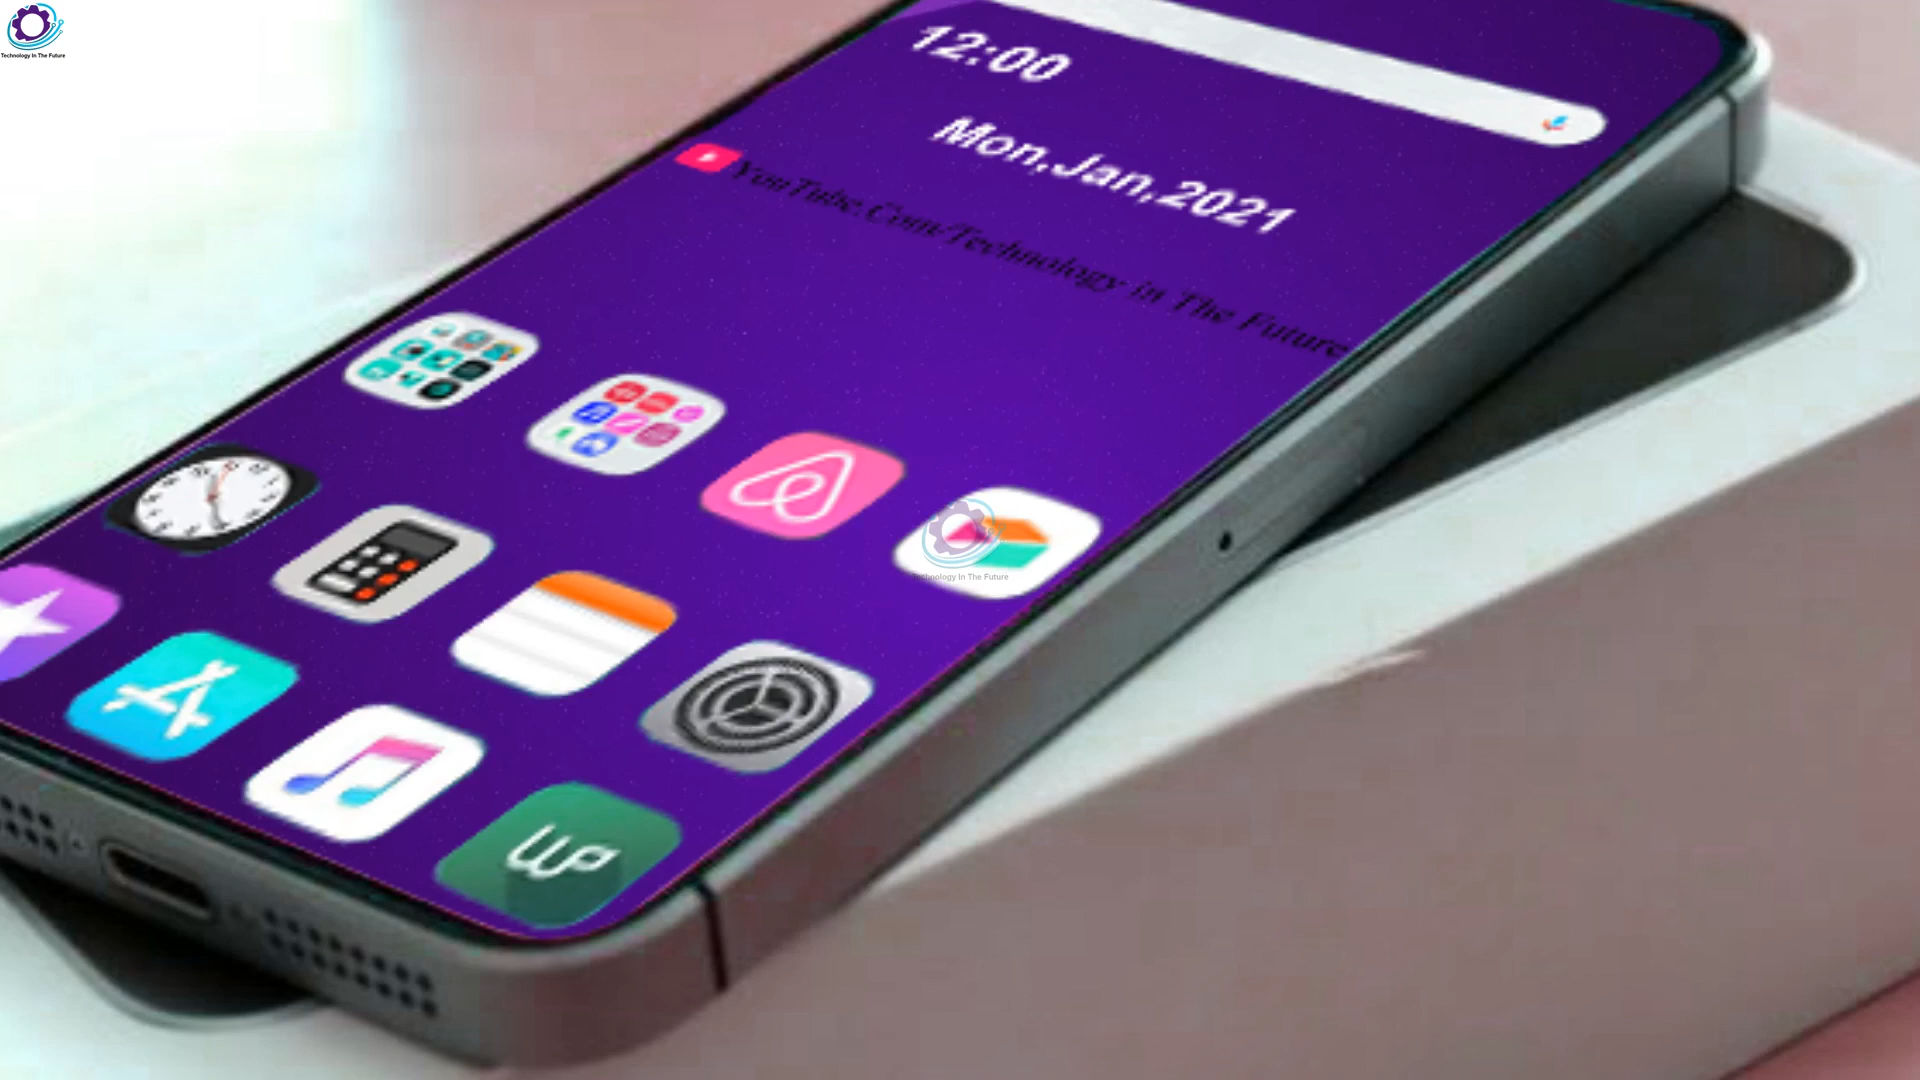 Technology In The Future
12:00
Mon,Jan,2021
YouTube.Com/Technology in The Future
Technology In The Future